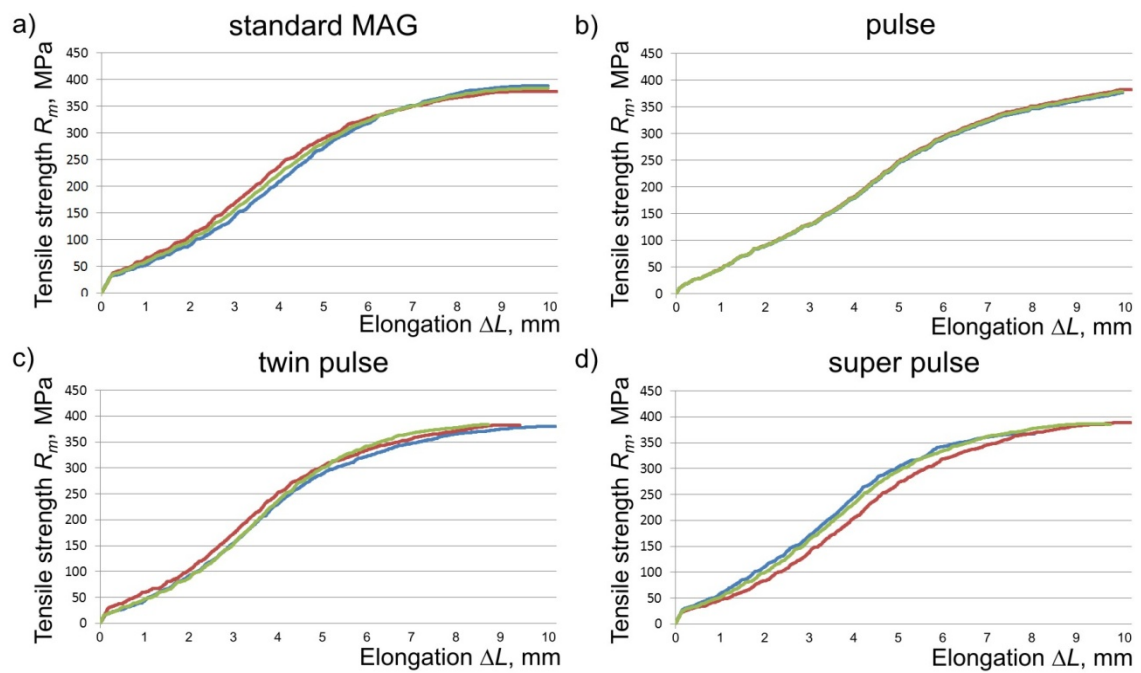 a)
standard MAG
Tensile strength Rm, MPa
450
400
350
300
250
200
150
100
50
0
0 1 2 3 4 5 6 7 8 9 10
Elongation ΔL, mm
b)
pulse
Tensile strength Rm, MPa
450
400
350
300
250
200
150
100
50
0
0 1 2 3 4 5 6 7 8 9 10
Elongation ΔL, mm
c)
twin pulse
Tensile strength Rm, MPa
450
400
350
300
250
200
150
100
50
0
0 1 2 3 4 5 6 7 8 9 10
Elongation ΔL, mm
d)
super pulse
Tensile strength Rm, MPa
450
400
350
300
250
200
150
100
50
0
0 1 2 3 4 5 6 7 8 9 10
Elongation ΔL, mm